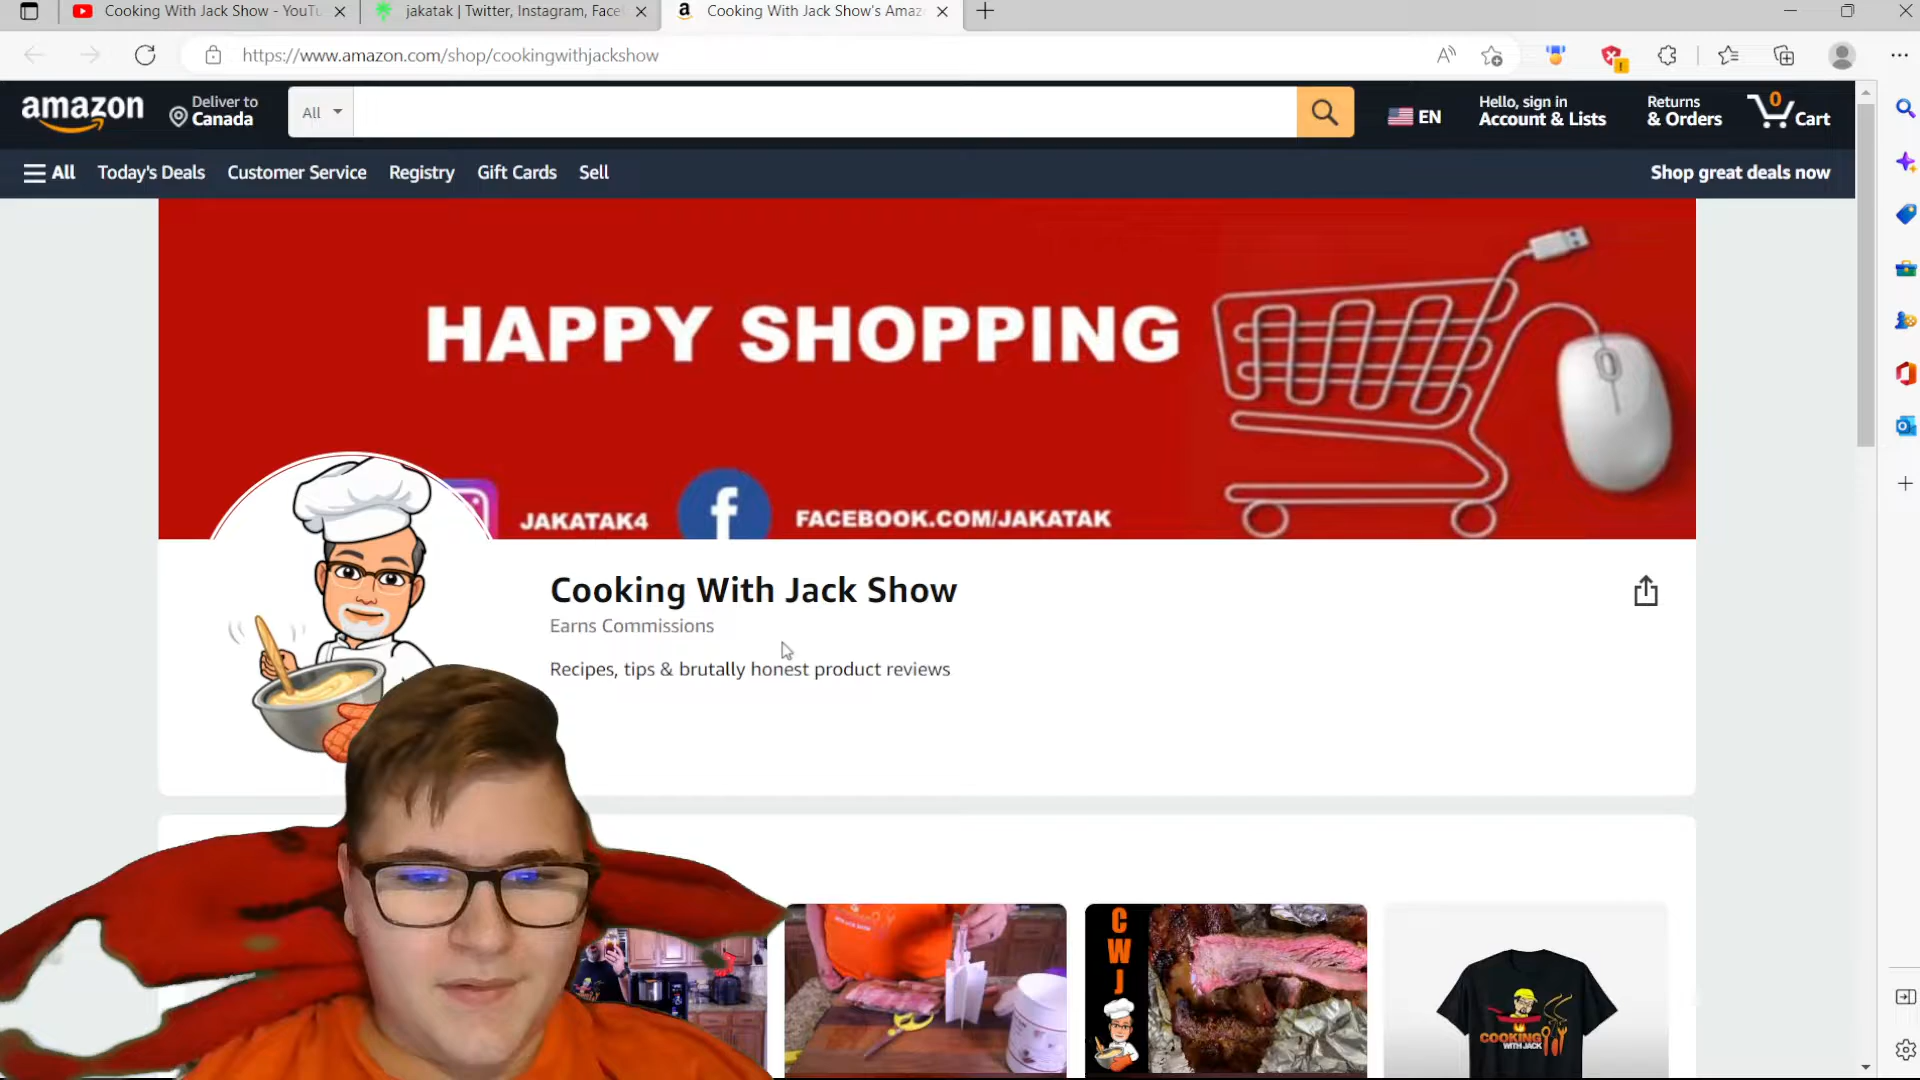 Cooking With Jack Show - YouTu
jakatak | Twitter, Instagram, Face
Cooking With Jack Show's Amaz
https://www.amazon.com/shop/cookingwithjackshow
amazon
Deliver to
Canada
All
EN
Hello, sign in
Account & Lists
Returns
& Orders
0
Cart
All
Today's Deals
Customer Service
Registry
Gift Cards
Sell
Shop great deals now
HAPPY SHOPPING
JAKATAK4
FACEBOOK.COM/JAKATAK
Cooking With Jack Show
Earns Commissions
Recipes, tips & brutally honest product reviews
CWJ
COOKING
WITH JACK